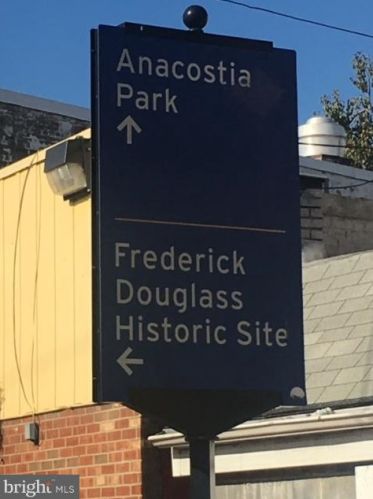 Anacostia
Park
↑
Frederick
Douglass
Historic Site
←
bright MLS